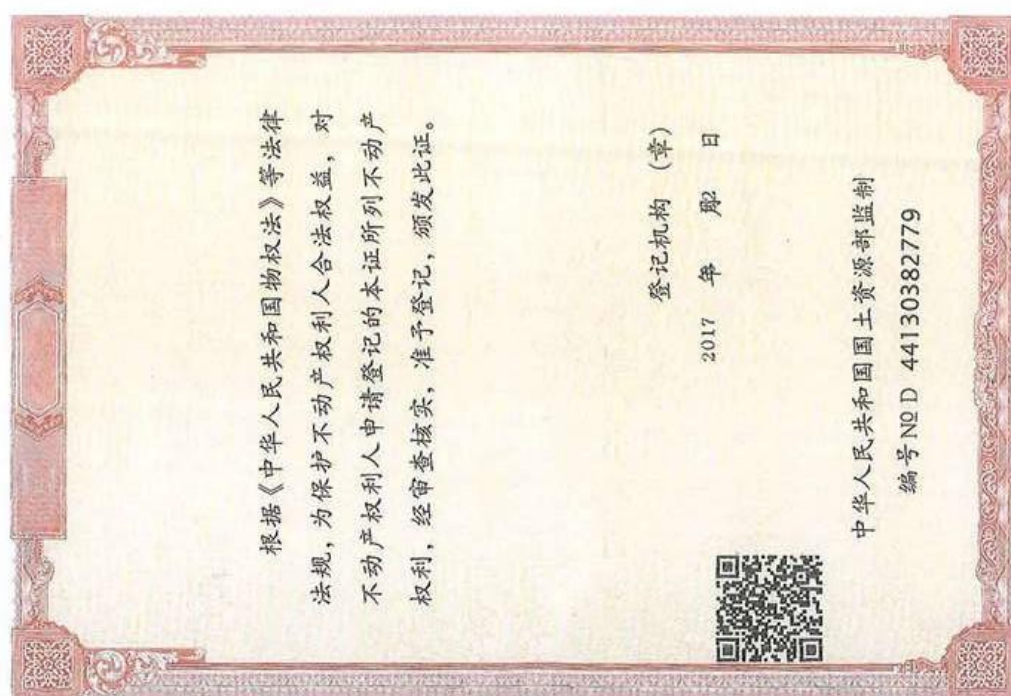 根据《中华人民共和国物权法》等法律
法规，为保护不动产权利人合法权益，对
不动产权利人申请登记的本证所列不动产
权利，经审查核实，准予登记，颁发此证。
登记机构 (章)
2017 年 月 日
中华人民共和国国土资源部监制
编号 № D 44130382779